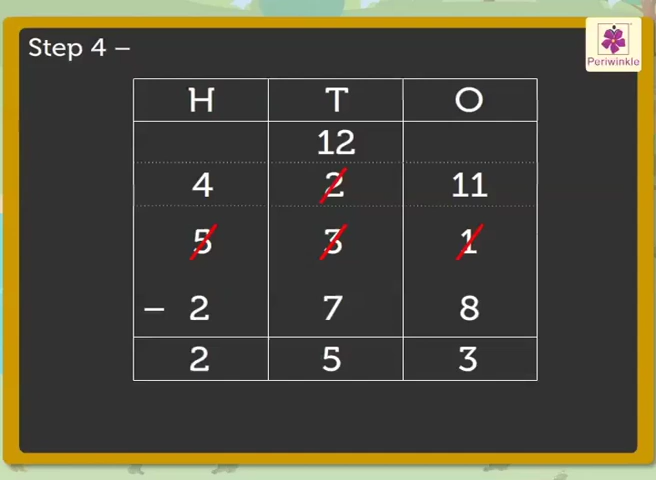 Step 4 –
Periwinkle
H T O
12
4 2 11
5 3 1
– 2 7 8
2 5 3